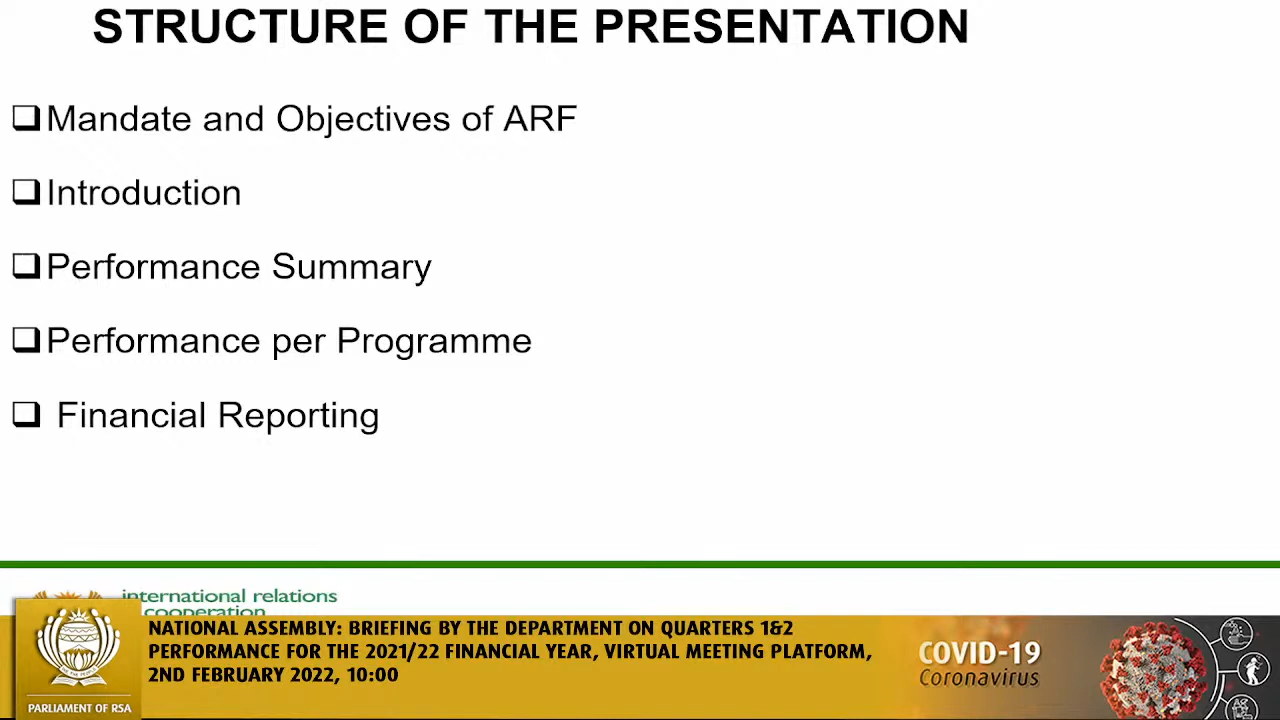 STRUCTURE OF THE PRESENTATION
Mandate and Objectives of ARF
Introduction
Performance Summary
Performance per Programme
Financial Reporting
international relations
cooperation
NATIONAL ASSEMBLY: BRIEFING BY THE DEPARTMENT ON QUARTERS 1&2
PERFORMANCE FOR THE 2021/22 FINANCIAL YEAR, VIRTUAL MEETING PLATFORM,
2ND FEBRUARY 2022, 10:00
PARLIAMENT OF RSA
COVID-19
Coronavirus